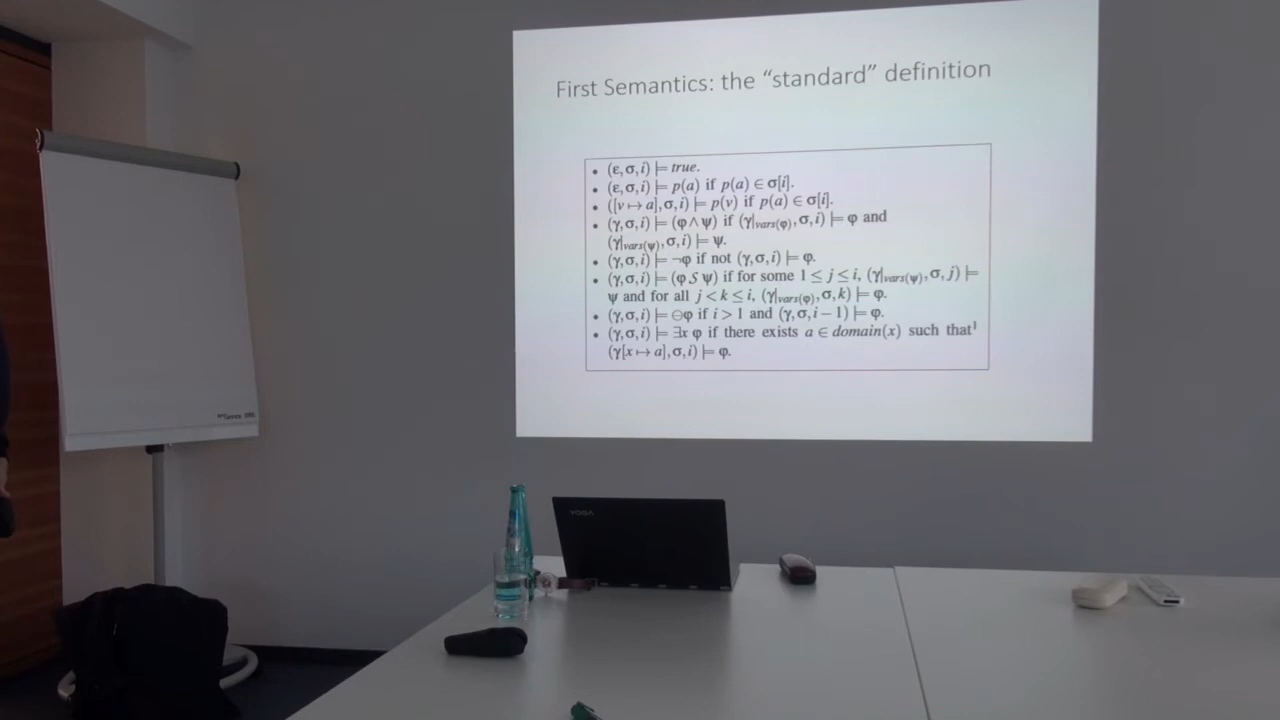 First Semantics: the “standard” definition
• (ε,σ,i) ⊨ true.
• (ε,σ,i) ⊨ p(a) if p(a) ∈ σ[i].
• ([v ↦ a],σ,i) ⊨ p(v) if p(a) ∈ σ[i].
• (γ,σ,i) ⊨ (φ ∧ ψ) if (γ|vars(φ),σ,i) ⊨ φ and
(γ|vars(ψ),σ,i) ⊨ ψ.
• (γ,σ,i) ⊨ ¬φ if not (γ,σ,i) ⊨ φ.
• (γ,σ,i) ⊨ (φ S ψ) if for some 1 ≤ j ≤ i, (γ|vars(ψ),σ,j) ⊨
ψ and for all j < k ≤ i, (γ|vars(φ),σ,k) ⊨ φ.
• (γ,σ,i) ⊨ ⊖φ if i > 1 and (γ,σ,i−1) ⊨ φ.
• (γ,σ,i) ⊨ ∃x φ if there exists a ∈ domain(x) such that¹
(γ[x ↦ a],σ,i) ⊨ φ.
YOGA